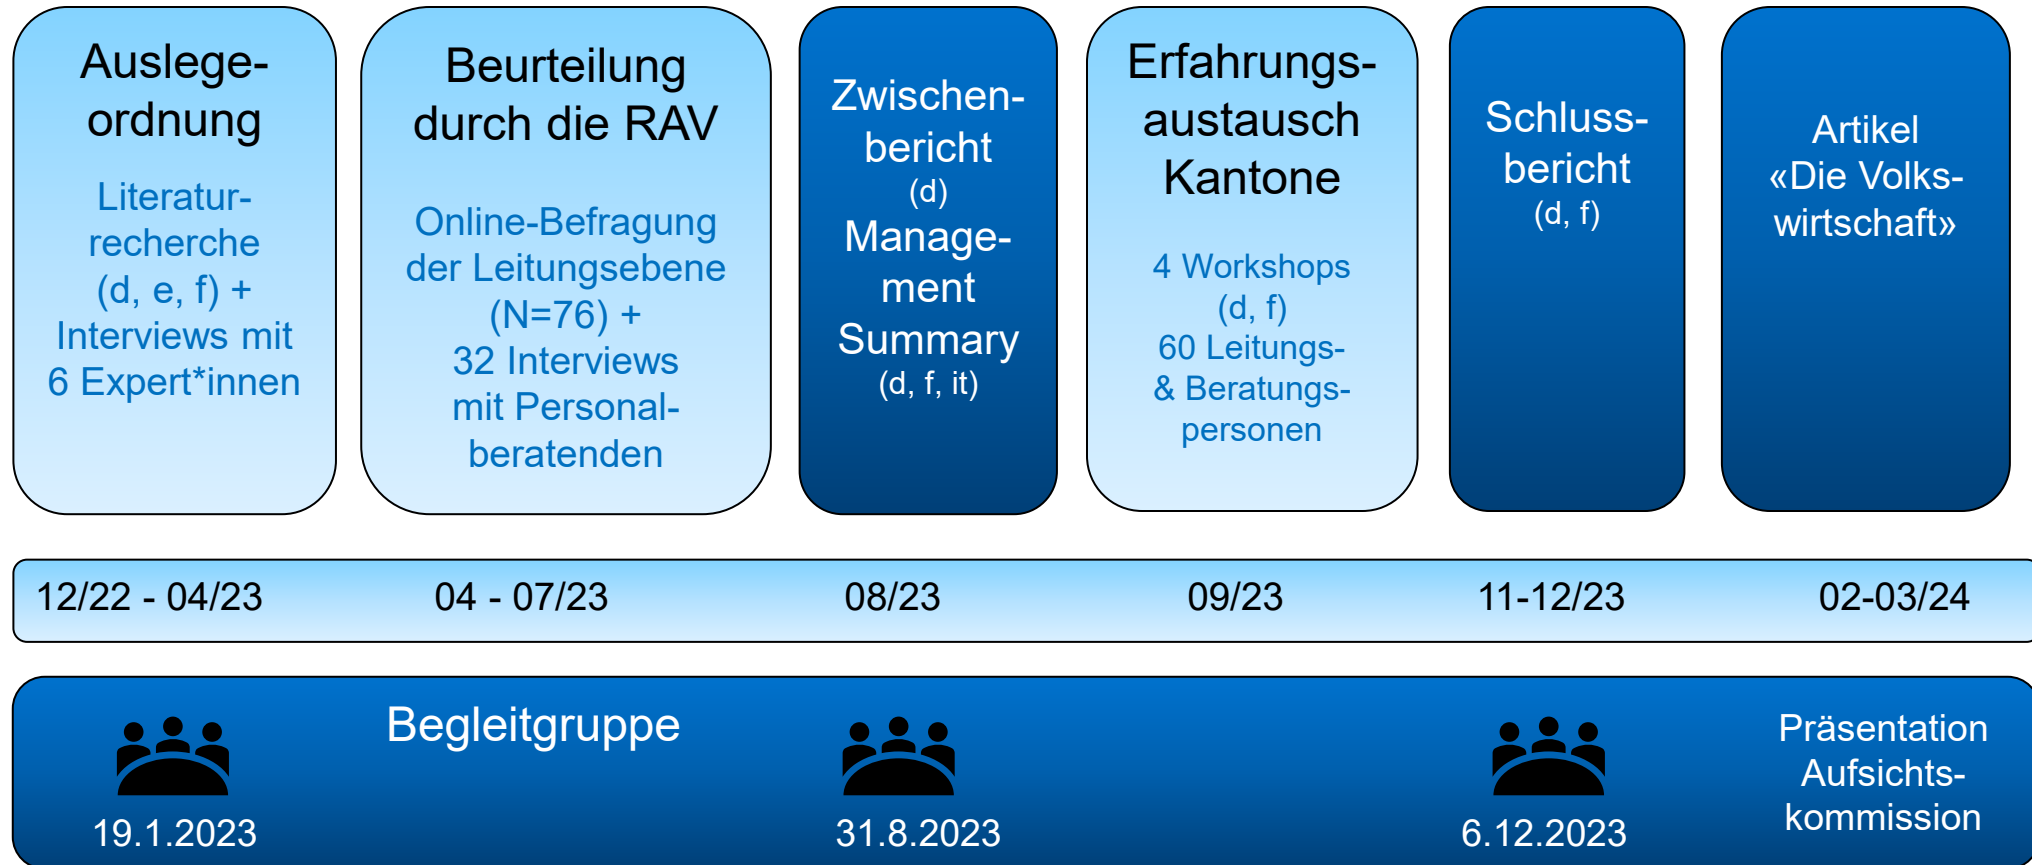 Auslege-
ordnung
Literatur-
recherche
(d, e, f) +
Interviews mit
6 Expert*innen
Beurteilung
durch die RAV
Online-Befragung
der Leitungsebene
(N=76) +
32 Interviews
mit Personal-
beratenden
Zwischen-
bericht
(d)
Manage-
ment
Summary
(d, f, it)
Erfahrungs-
austausch
Kantone
4 Workshops
(d, f)
60 Leitungs-
& Beratungs-
personen
Schluss-
bericht
(d, f)
Artikel
«Die Volks-
wirtschaft»
12/22 - 04/23
04 - 07/23
08/23
09/23
11-12/23
02-03/24
Begleitgruppe
19.1.2023
31.8.2023
6.12.2023
Präsentation
Aufsichts-
kommission